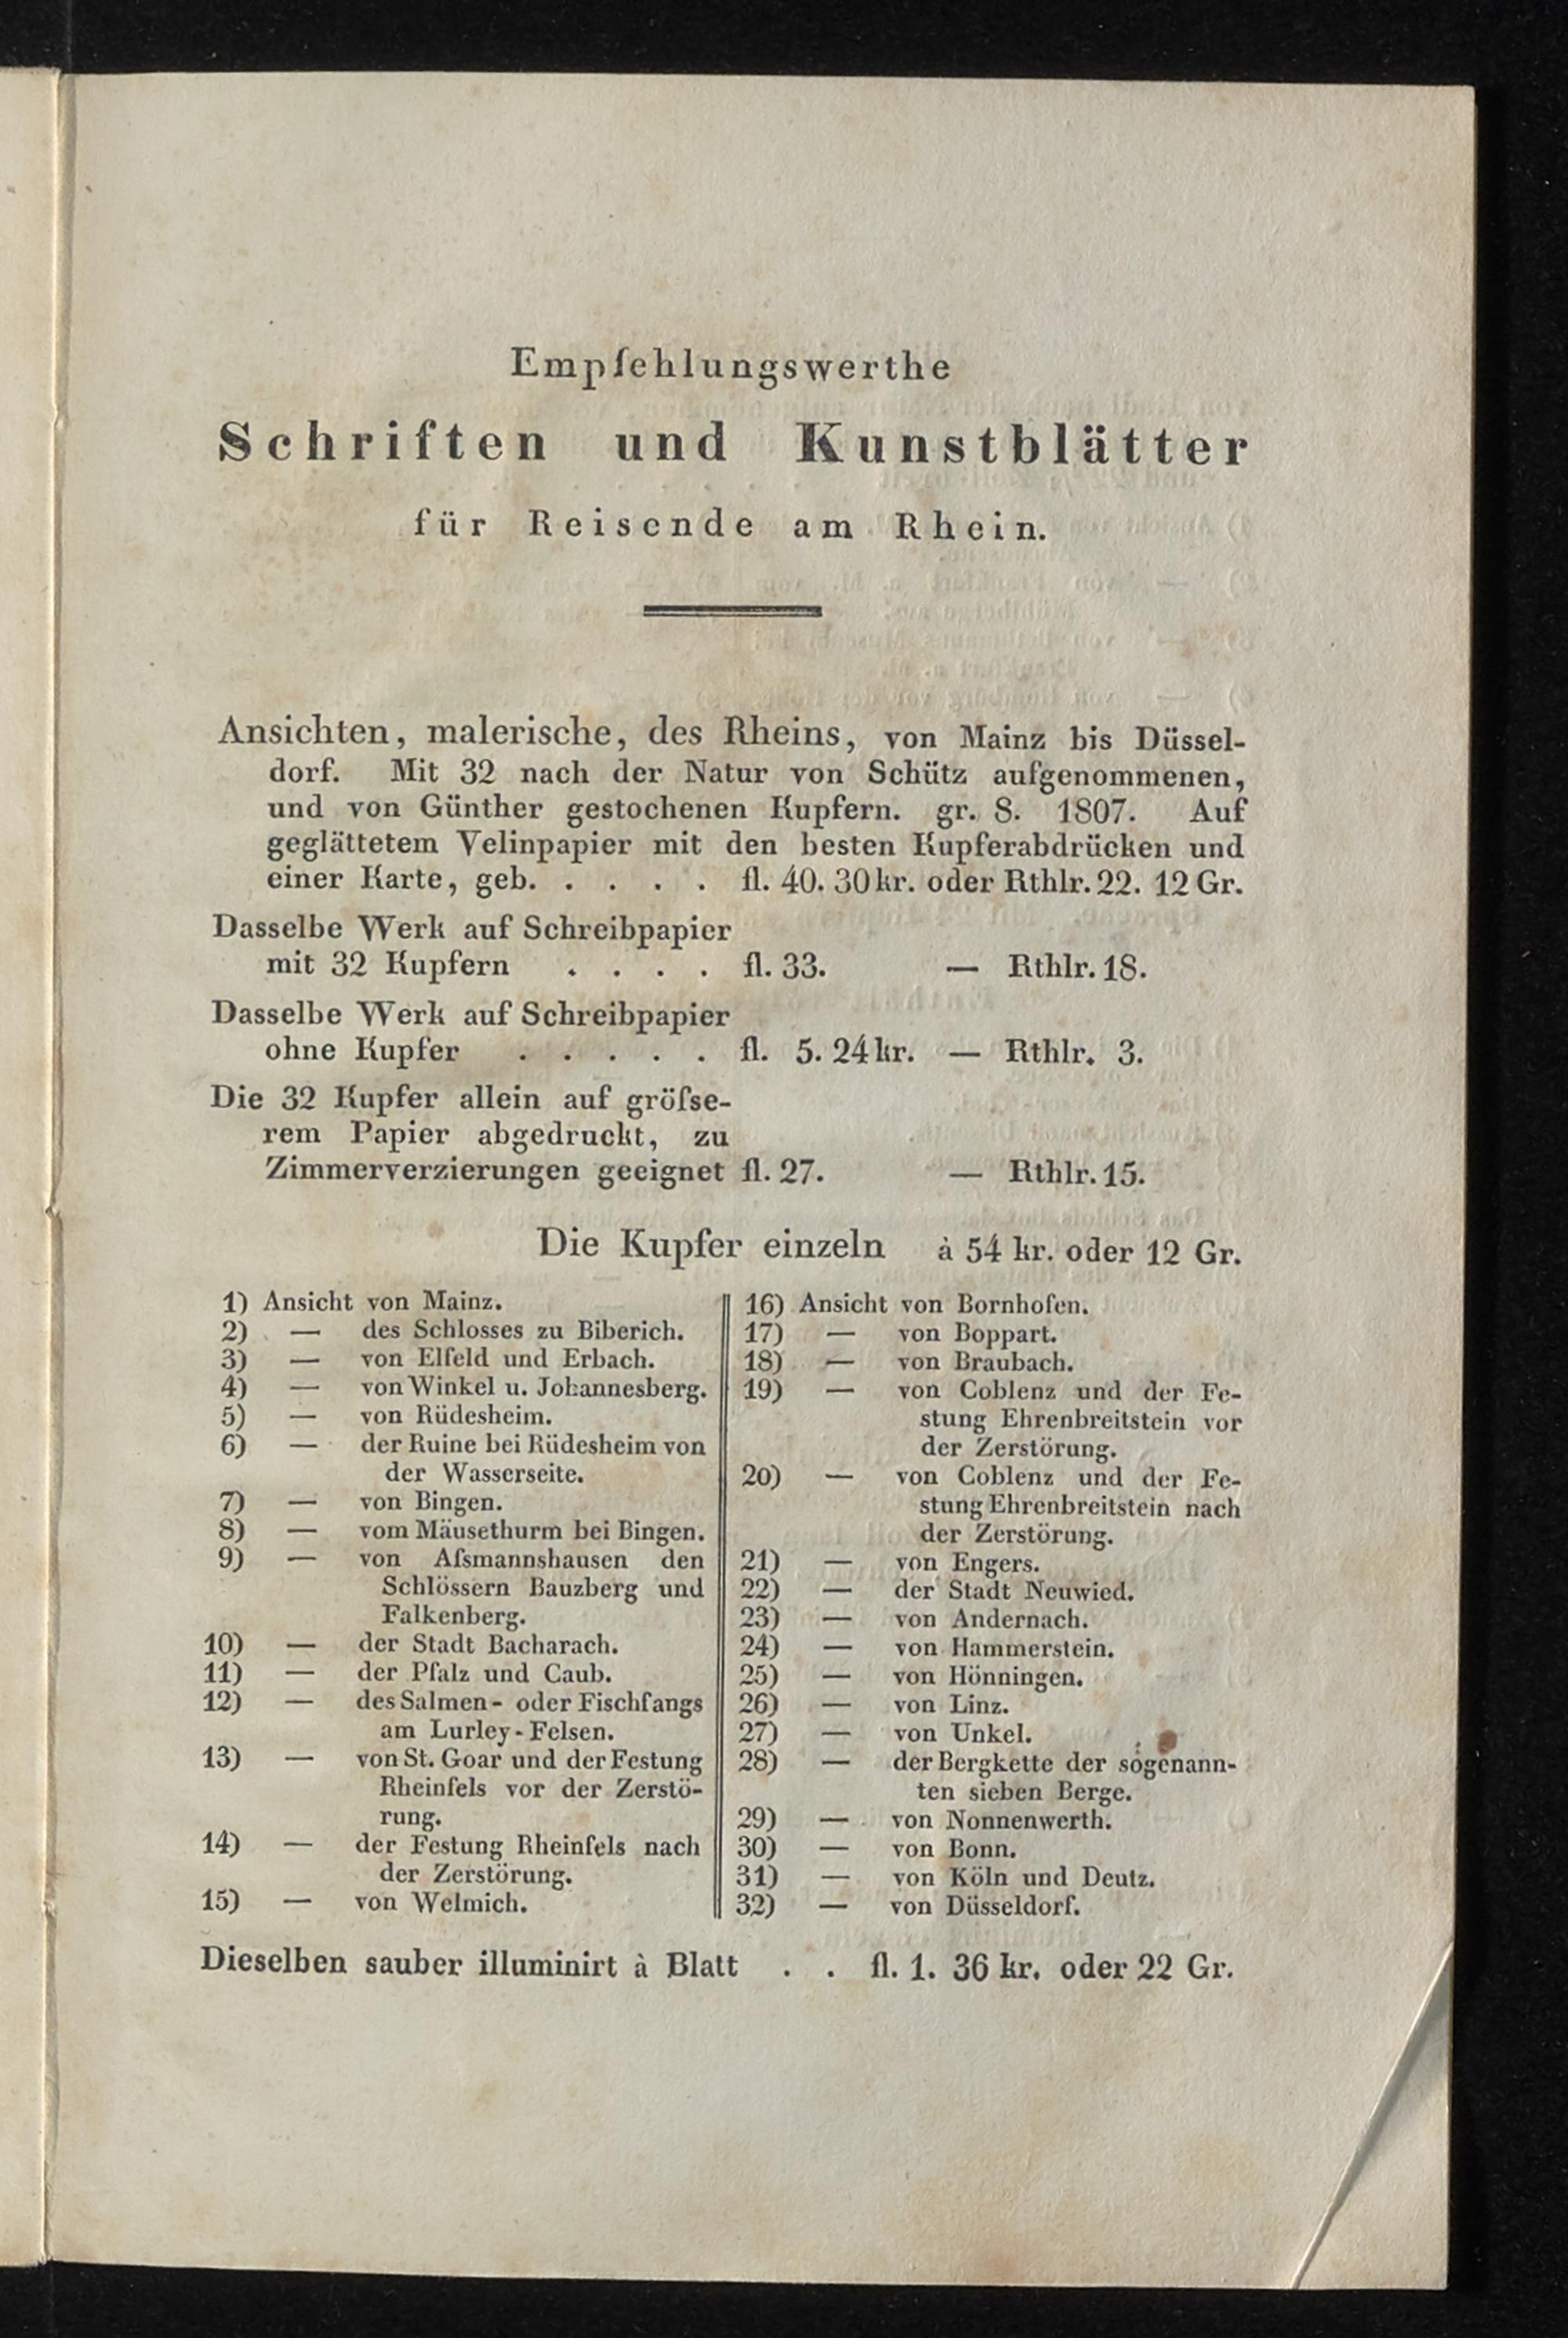 Empfehlungswerthe
Schriften und Kunstblätter
für Reisende am Rhein.
Ansichten, malerische, des Rheins, von Mainz bis Düssel-
dorf. Mit 32 nach der Natur von Schütz aufgenommenen,
und von Günther gestochenen Kupfern. gr. 8. 1807. Auf
geglättetem Velinpapier mit den besten Kupferabdrücken und
einer Karte, geb. . . . . . fl. 40. 30 kr. oder Rthlr. 22. 12 Gr.
Dasselbe Werk auf Schreibpapier
mit 32 Kupfern . . . . fl. 33. — Rthlr. 18.
Dasselbe Werk auf Schreibpapier
ohne Kupfer . . . . . fl. 5. 24 kr. — Rthlr. 3.
Die 32 Kupfer allein auf gröſse-
rem Papier abgedruckt, zu
Zimmerverzierungen geeignet fl. 27. — Rthlr. 15.
Die Kupfer einzeln à 54 kr. oder 12 Gr.
1) Ansicht von Mainz.
2) — des Schlosses zu Biberich.
3) — von Elfeld und Erbach.
4) — von Winkel u. Johannesberg.
5) — von Rüdesheim.
6) — der Ruine bei Rüdesheim von
der Wasserseite.
7) — von Bingen.
8) — vom Mäusethurm bei Bingen.
9) — von Aſsmannshausen den
Schlössern Bauzberg und
Falkenberg.
10) — der Stadt Bacharach.
11) — der Pfalz und Caub.
12) — des Salmen- oder Fischfangs
am Lurley-Felsen.
13) — von St. Goar und der Festung
Rheinfels vor der Zerstö-
rung.
14) — der Festung Rheinfels nach
der Zerstörung.
15) — von Welmich.
16) Ansicht von Bornhofen.
17) — von Boppart.
18) — von Braubach.
19) — von Coblenz und der Fe-
stung Ehrenbreitstein vor
der Zerstörung.
20) — von Coblenz und der Fe-
stung Ehrenbreitstein nach
der Zerstörung.
21) — von Engers.
22) — der Stadt Neuwied.
23) — von Andernach.
24) — von Hammerstein.
25) — von Hönningen.
26) — von Linz.
27) — von Unkel.
28) — der Bergkette der sogenann-
ten sieben Berge.
29) — von Nonnenwerth.
30) — von Bonn.
31) — von Köln und Deutz.
32) — von Düsseldorf.
Dieselben sauber illuminirt à Blatt . . fl. 1. 36 kr. oder 22 Gr.